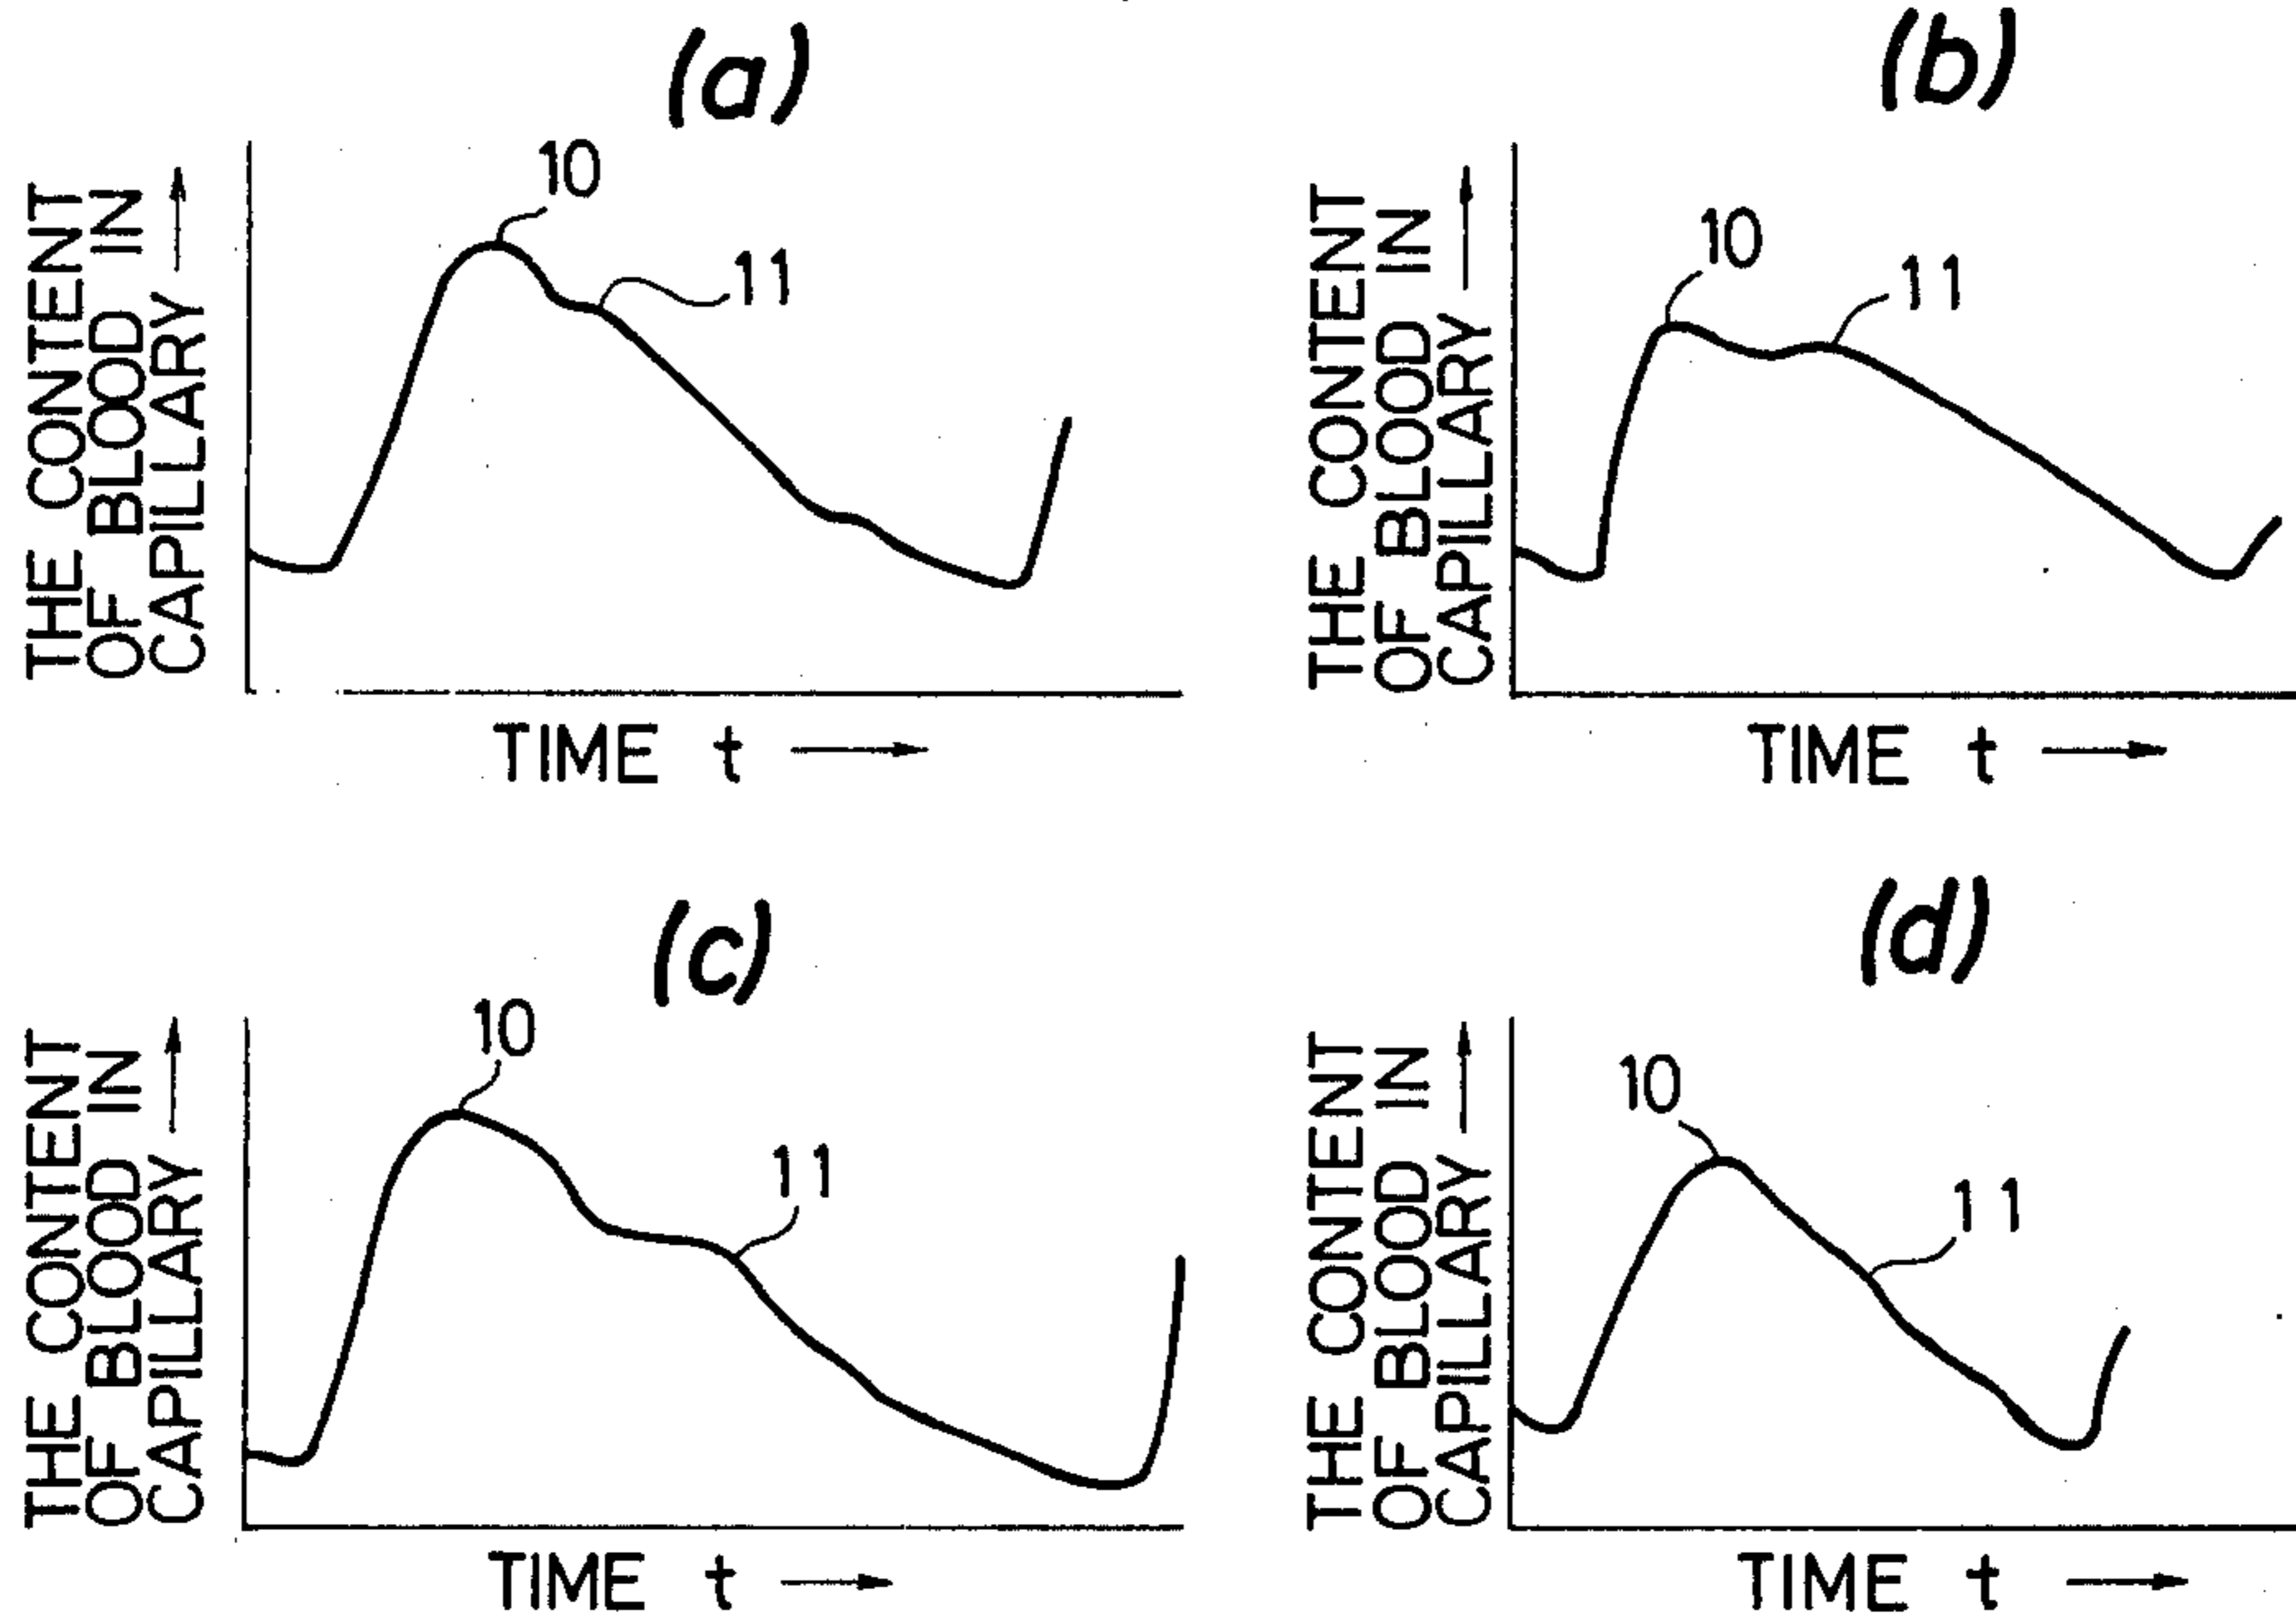 (a)
10
11
THE CONTENT
OF BLOOD IN
CAPILLARY
TIME t
(b)
10
11
THE CONTENT
OF BLOOD IN
CAPILLARY
TIME t
(c)
10
11
THE CONTENT
OF BLOOD IN
CAPILLARY
TIME t
(d)
10
11
THE CONTENT
OF BLOOD IN
CAPILLARY
TIME t